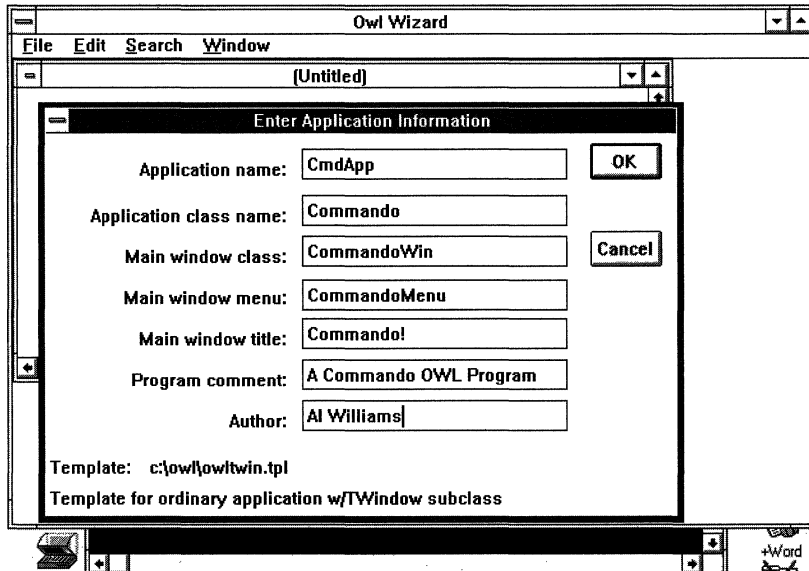 Owl Wizard
File Edit Search Window
(Untitled)
Enter Application Information
Application name: CmdApp
OK
Application class name: Commando
Main window class: CommandoWin
Cancel
Main window menu: CommandoMenu
Main window title: Commando!
Program comment: A Commando OWL Program
Author: Al Williams
Template: c:\owl\owltwin.tpl
Template for ordinary application w/TWindow subclass
+Word